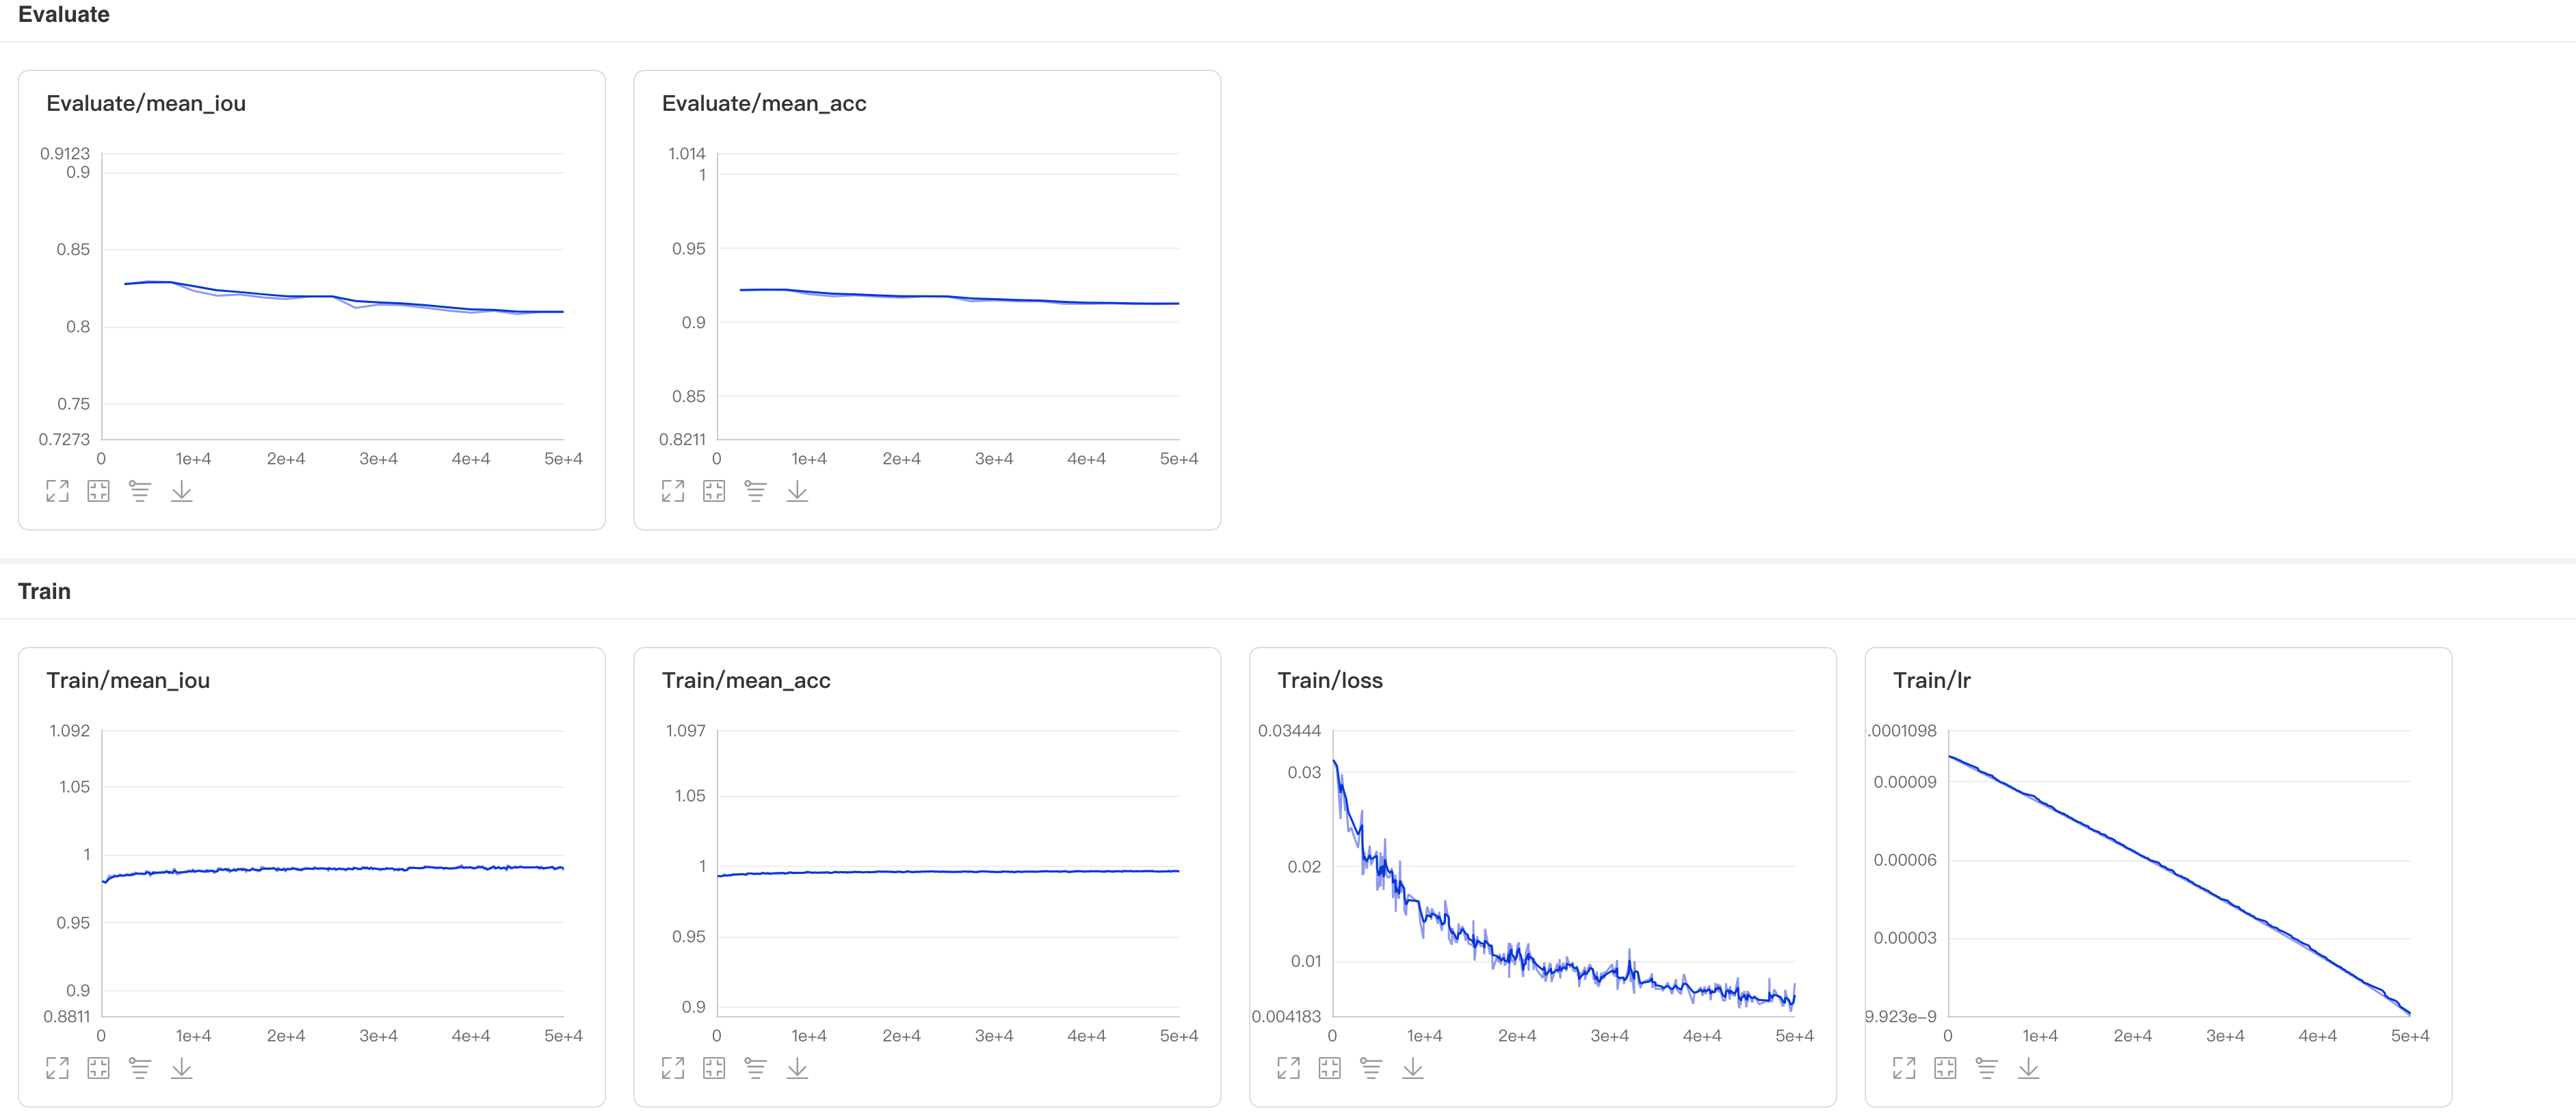 Evaluate
Evaluate/mean_iou
0.9123
0.9
0.85
0.8
0.75
0.7273
0 1e+4 2e+4 3e+4 4e+4 5e+4
Evaluate/mean_acc
1.014
1
0.95
0.9
0.85
0.8211
0 1e+4 2e+4 3e+4 4e+4 5e+4
Train
Train/mean_iou
1.092
1.05
1
0.95
0.9
0.8811
0 1e+4 2e+4 3e+4 4e+4 5e+4
Train/mean_acc
1.097
1.05
1
0.95
0.9
0 1e+4 2e+4 3e+4 4e+4 5e+4
Train/loss
0.03444
0.03
0.02
0.01
0.004183
0 1e+4 2e+4 3e+4 4e+4 5e+4
Train/lr
.0001098
0.00009
0.00006
0.00003
9.923e-9
0 1e+4 2e+4 3e+4 4e+4 5e+4